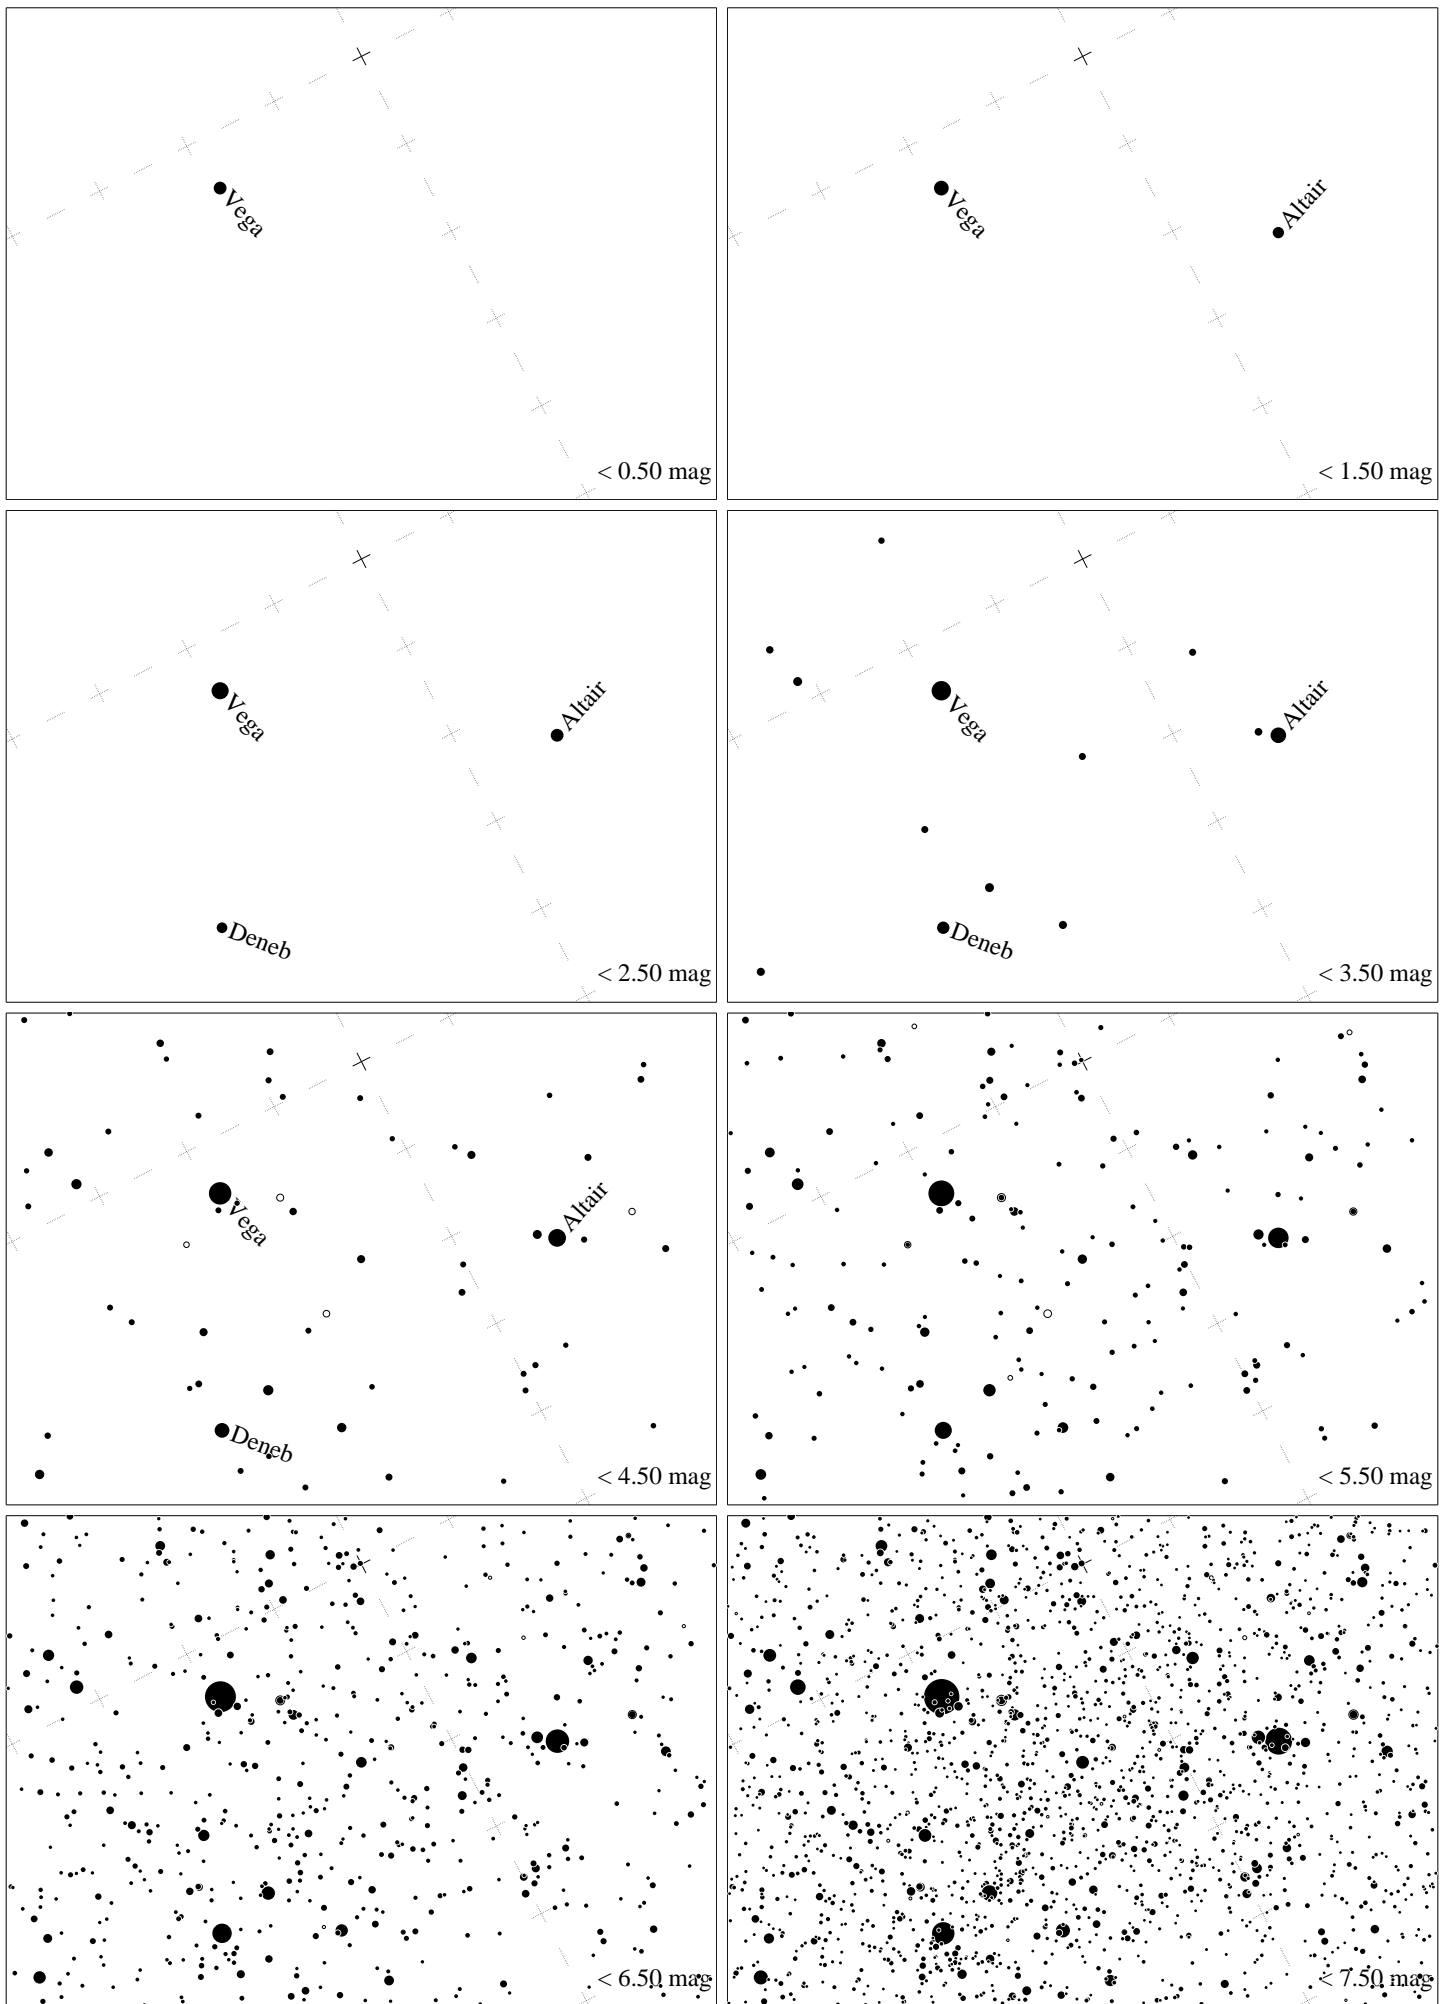 Vega
< 0.50 mag
Vega
Altair
< 1.50 mag
Vega
Altair
Deneb
< 2.50 mag
Vega
Altair
Deneb
< 3.50 mag
Vega
Altair
Deneb
< 4.50 mag
< 5.50 mag
< 6.50 mag
< 7.50 mag